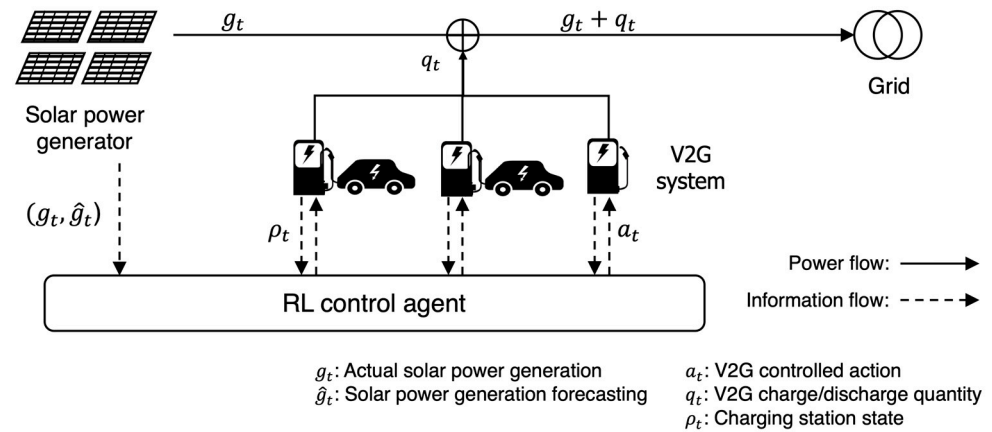 g_t
g_t + q_t
q_t
Grid
Solar power
generator
V2G
system
(g_t, ĝ_t)
ρ_t
a_t
Power flow:
RL control agent
Information flow:
g_t: Actual solar power generation
ĝ_t: Solar power generation forecasting
a_t: V2G controlled action
q_t: V2G charge/discharge quantity
ρ_t: Charging station state